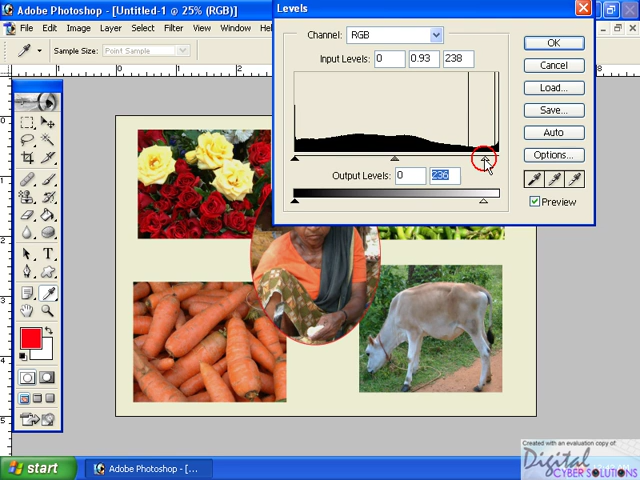 Adobe Photoshop - [Untitled-1 @ 25% (RGB)]
File Edit Image Layer Select Filter
Sample Size: Point Sample
Levels
Channel: RGB
Input Levels: 0 0.93 238
Output Levels: 0 236
OK
Cancel
Load...
Save...
Auto
Options...
Preview
start
Adobe Photoshop - [...
Created with an evaluation copy of:
Digital
CYBER SOLUTIONS